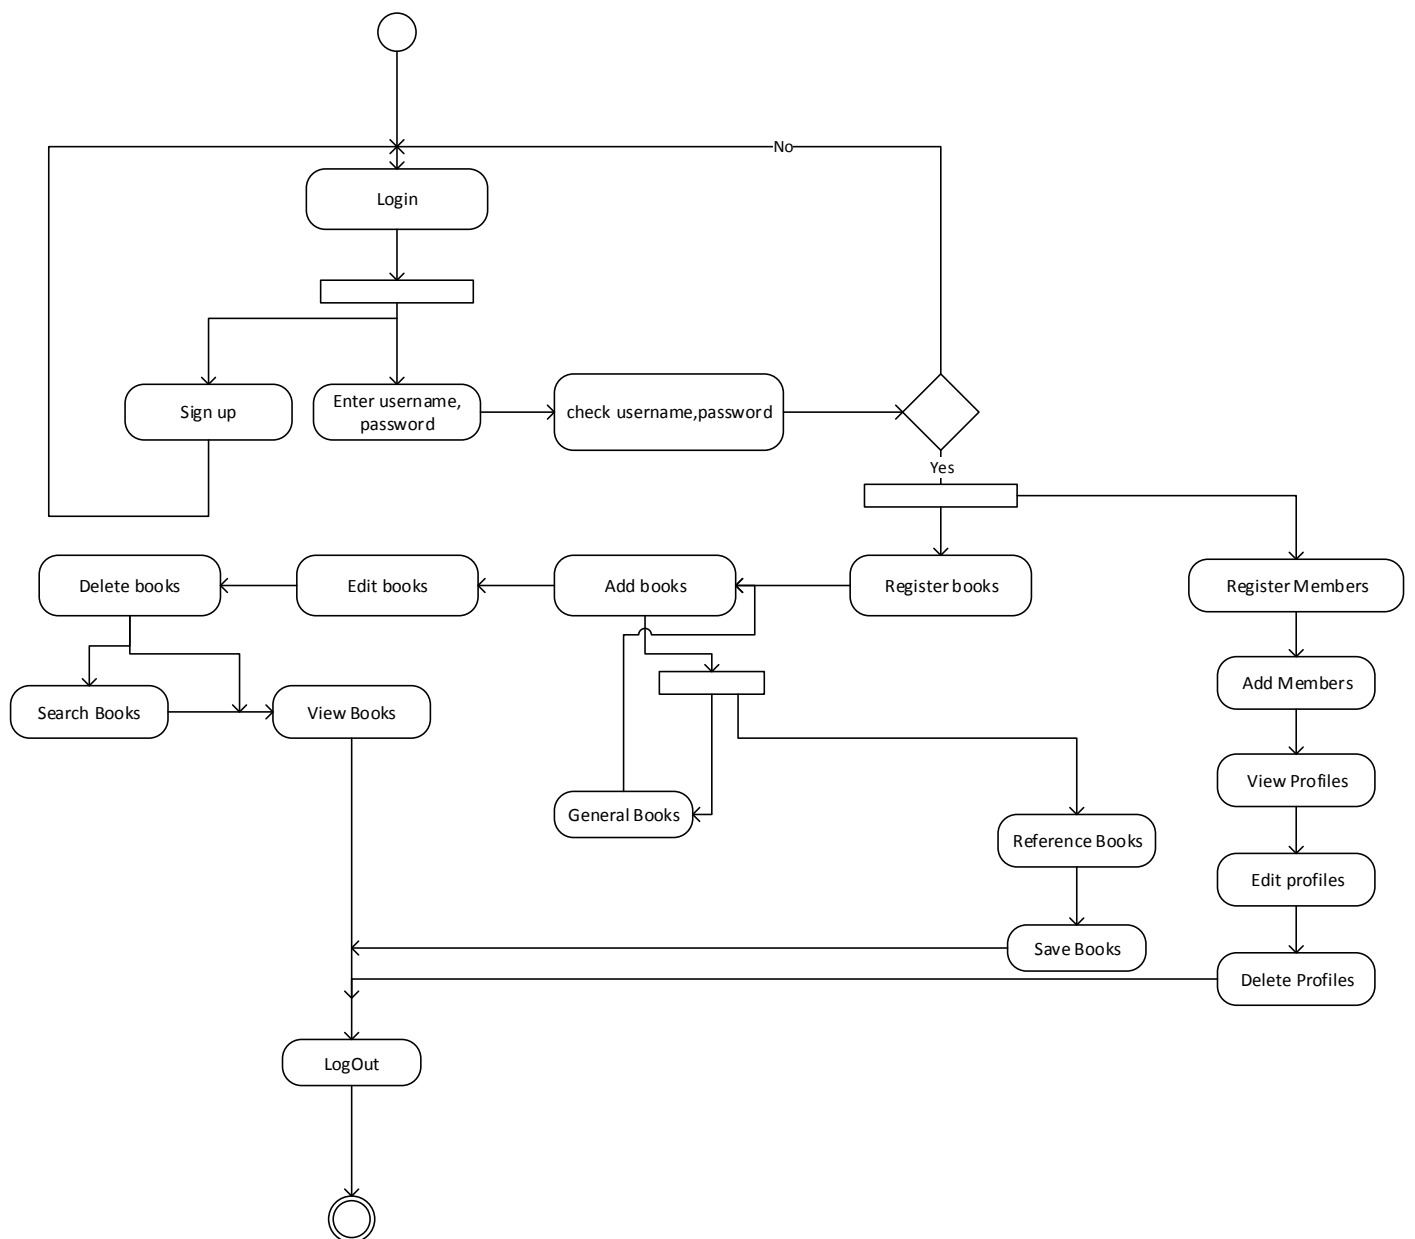 No
Login
Sign up
Enter username,
password
check username,password
Yes
Delete books
Edit books
Add books
Register books
Register Members
Search Books
View Books
Add Members
View Profiles
General Books
Reference Books
Edit profiles
Save Books
Delete Profiles
LogOut